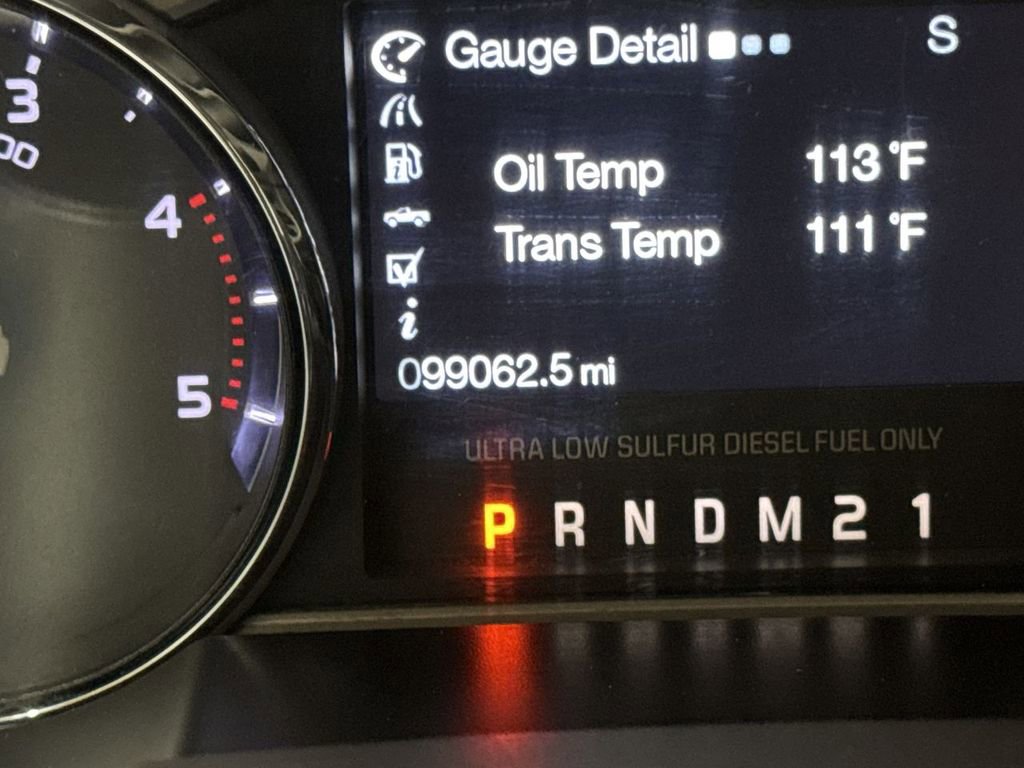 Gauge Detail
S
Oil Temp 113 °F
Trans Temp 111 °F
099062.5 mi
ULTRA LOW SULFUR DIESEL FUEL ONLY
P R N D M 2 1
3
00
4
5